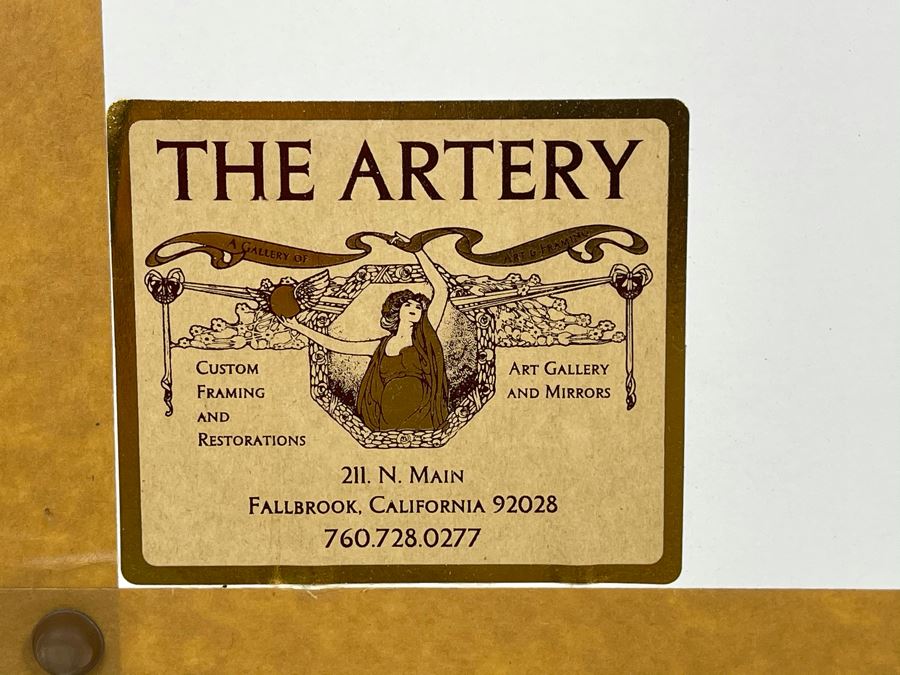 THE ARTERY
A GALLERY OF ART & FRAMING
CUSTOM
FRAMING
AND
RESTORATIONS
ART GALLERY
AND MIRRORS
211. N. MAIN
FALLBROOK, CALIFORNIA 92028
760.728.0277